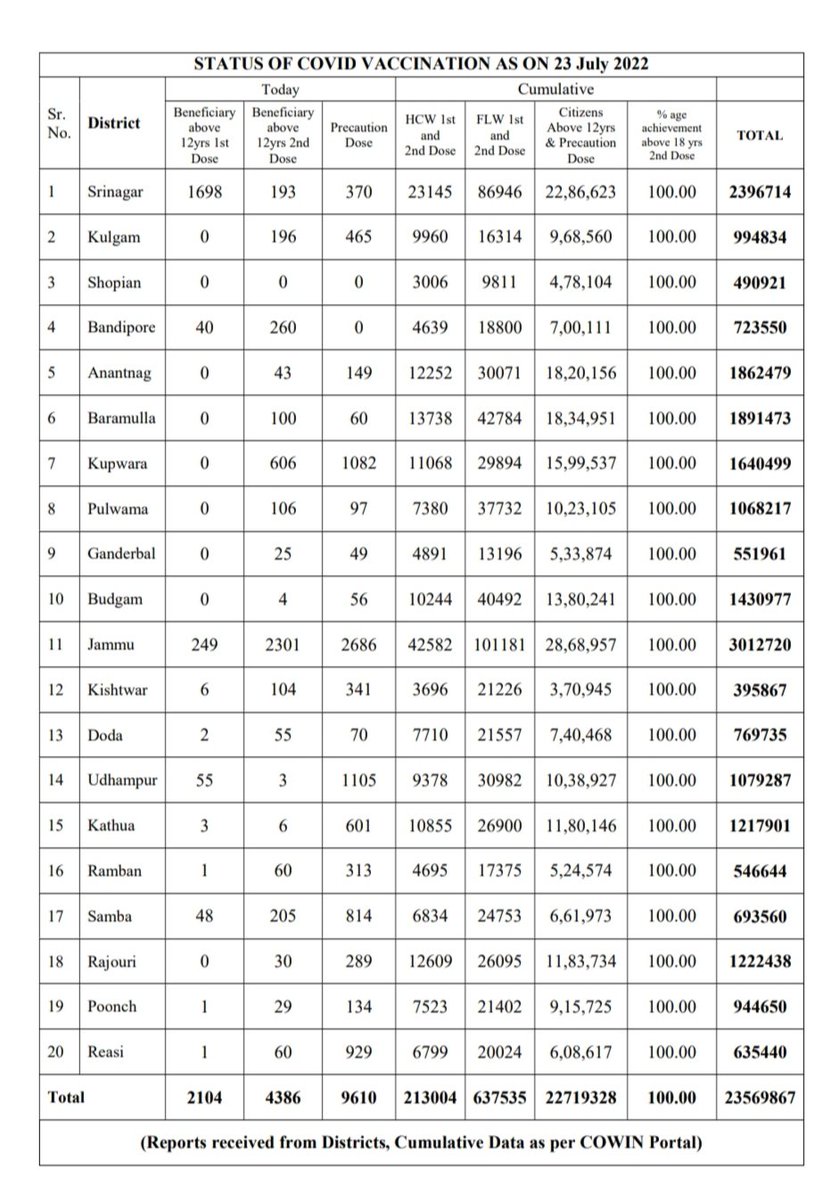 STATUS OF COVID VACCINATION AS ON 23 July 2022
Sr. No. District Today Cumulative
Beneficiary above 12yrs 1st Dose Beneficiary above 12yrs 2nd Dose Precaution Dose HCW 1st and 2nd Dose FLW 1st and 2nd Dose Citizens Above 12yrs & Precaution Dose % age achievement above 18 yrs 2nd Dose TOTAL
1 Srinagar 1698 193 370 23145 86946 22,86,623 100.00 2396714
2 Kulgam 0 196 465 9960 16314 9,68,560 100.00 994834
3 Shopian 0 0 0 3006 9811 4,78,104 100.00 490921
4 Bandipore 40 260 0 4639 18800 7,00,111 100.00 723550
5 Anantnag 0 43 149 12252 30071 18,20,156 100.00 1862479
6 Baramulla 0 100 60 13738 42784 18,34,951 100.00 1891473
7 Kupwara 0 606 1082 11068 29894 15,99,537 100.00 1640499
8 Pulwama 0 106 97 7380 37732 10,23,105 100.00 1068217
9 Ganderbal 0 25 49 4891 13196 5,33,874 100.00 551961
10 Budgam 0 4 56 10244 40492 13,80,241 100.00 1430977
11 Jammu 249 2301 2686 42582 101181 28,68,957 100.00 3012720
12 Kishtwar 6 104 341 3696 21226 3,70,945 100.00 395867
13 Doda 2 55 70 7710 21557 7,40,468 100.00 769735
14 Udhampur 55 3 1105 9378 30982 10,38,927 100.00 1079287
15 Kathua 3 6 601 10855 26900 11,80,146 100.00 1217901
16 Ramban 1 60 313 4695 17375 5,24,574 100.00 546644
17 Samba 48 205 814 6834 24753 6,61,973 100.00 693560
18 Rajouri 0 30 289 12609 26095 11,83,734 100.00 1222438
19 Poonch 1 29 134 7523 21402 9,15,725 100.00 944650
20 Reasi 1 60 929 6799 20024 6,08,617 100.00 635440
Total 2104 4386 9610 213004 637535 22719328 100.00 23569867
(Reports received from Districts, Cumulative Data as per COWIN Portal)